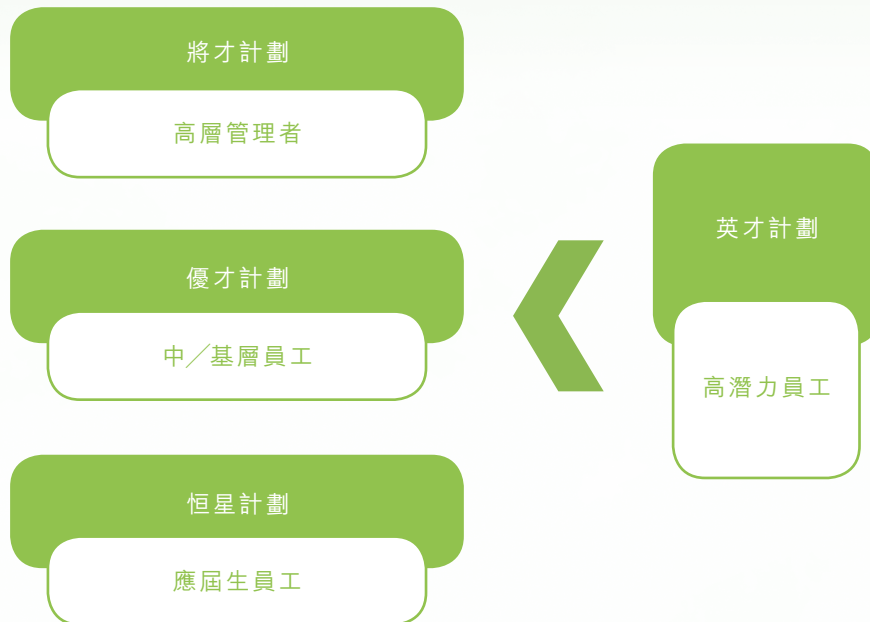 將才計劃
高層管理者
優才計劃
中／基層員工
恒星計劃
應屆生員工
英才計劃
高潛力員工